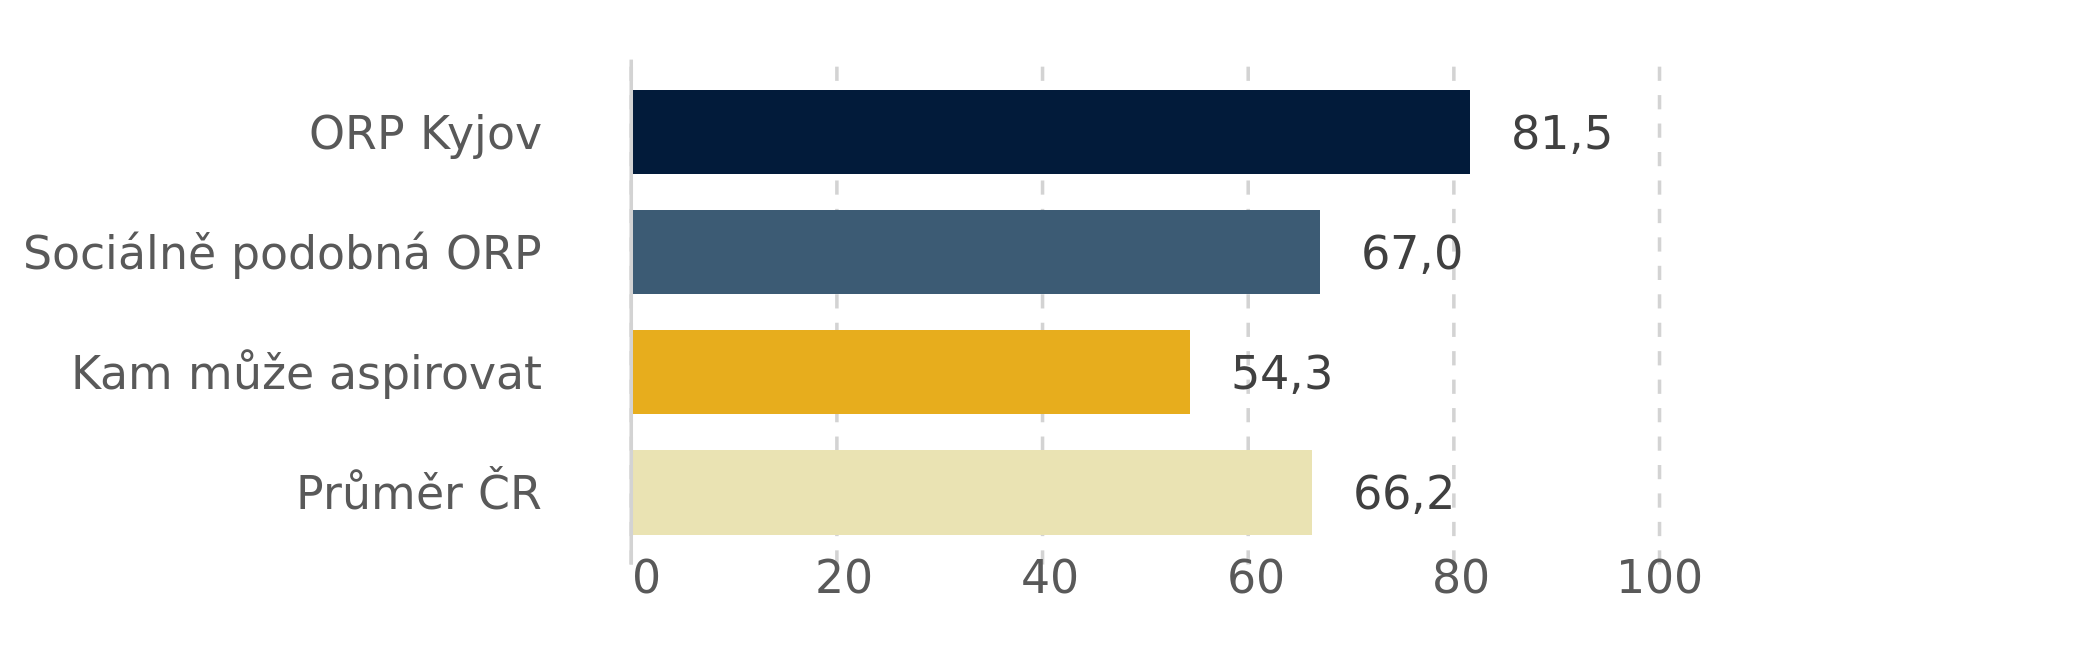 ORP Kyjov 81,5
Sociálně podobná ORP 67,0
Kam může aspirovat 54,3
Průměr ČR 66,2
0 20 40 60 80 100